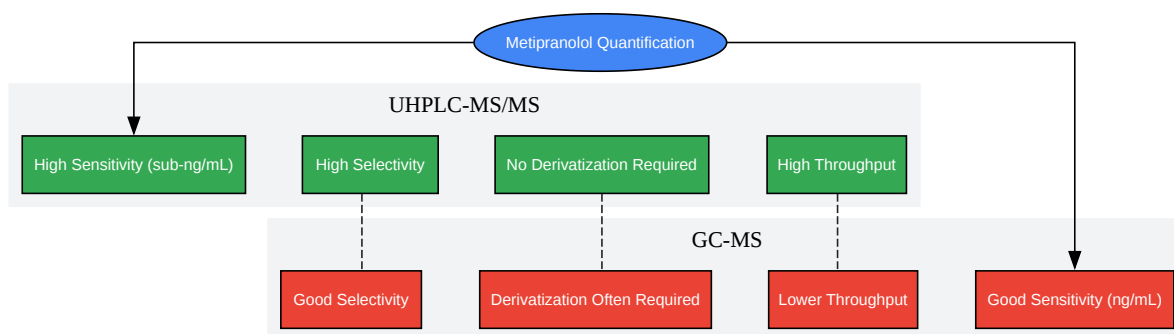 Metipranolol Quantification
UHPLC-MS/MS
High Sensitivity (sub-ng/mL)
High Selectivity
No Derivatization Required
High Throughput
GC-MS
Good Selectivity
Derivatization Often Required
Lower Throughput
Good Sensitivity (ng/mL)